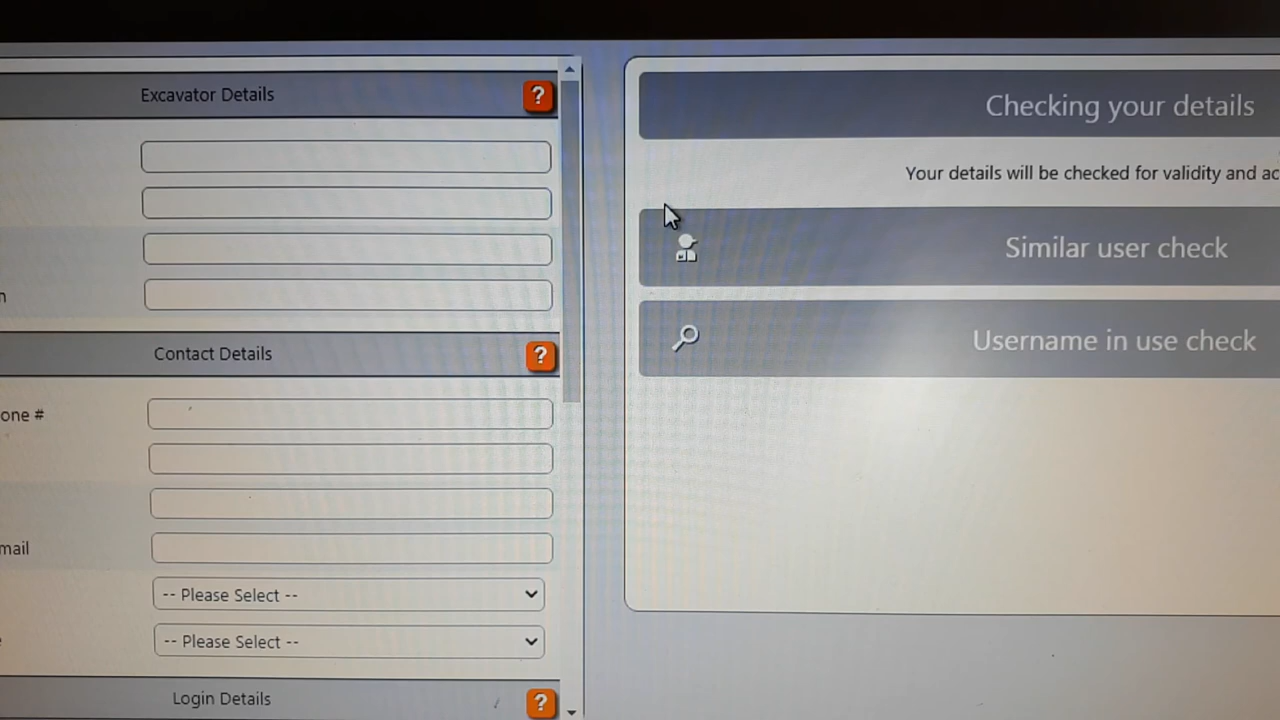 Excavator Details
?
Contact Details
?
one #
mail
-- Please Select --
-- Please Select --
Login Details
?
Checking your details
Your details will be checked for validity and ac
Similar user check
Username in use check